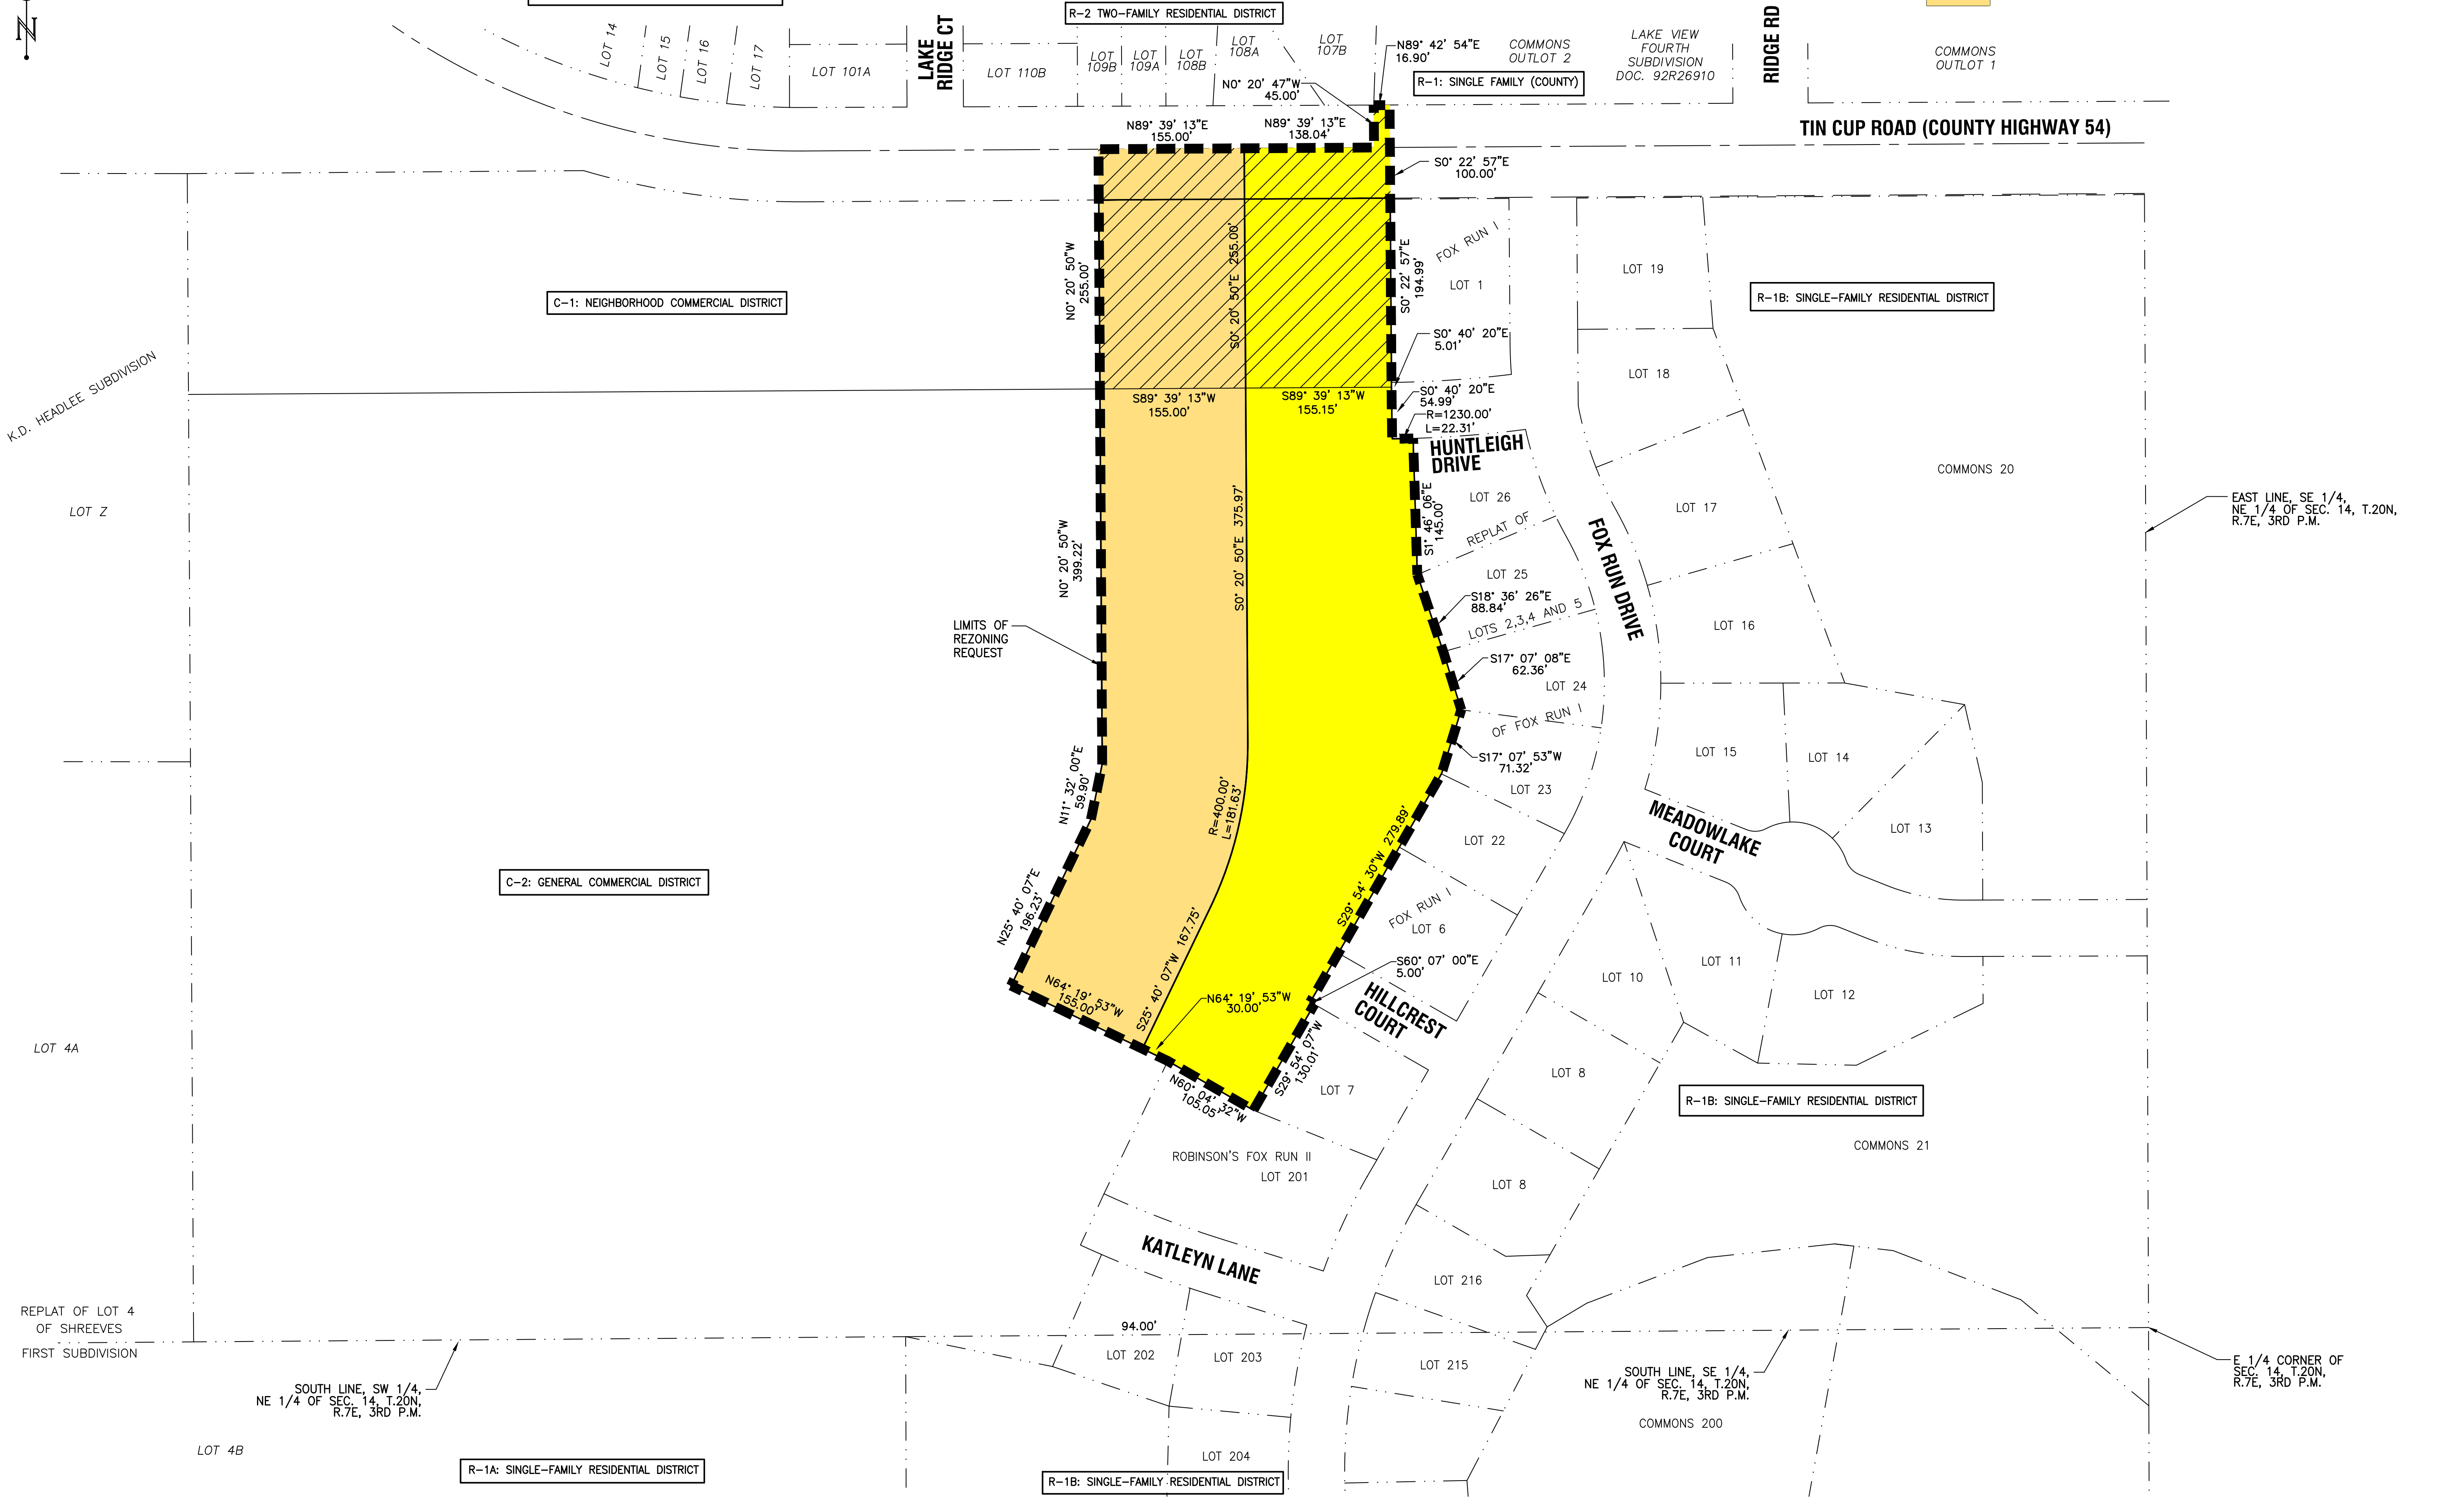 N
R-2 TWO-FAMILY RESIDENTIAL DISTRICT
LOT 14
LOT 15
LOT 16
LOT 17
LOT 101A
LAKE
RIDGE CT
LOT 110B
LOT
109B
LOT
109A
LOT
108B
LOT
108A
LOT
107B
N89° 42' 54"E
16.90'
COMMONS
OUTLOT 2
LAKE VIEW
FOURTH
SUBDIVISION
DOC. 92R26910
RIDGE RD
COMMONS
OUTLOT 1
R-1: SINGLE FAMILY (COUNTY)
N0° 20' 47"W
45.00'
N89° 39' 13"E
155.00'
N89° 39' 13"E
138.04'
TIN CUP ROAD (COUNTY HIGHWAY 54)
S0° 22' 57"E
100.00'
N0° 20' 50"W
255.00'
S0° 20' 50"E 255.00'
S0° 22' 57"E
194.99'
FOX RUN I
LOT 1
LOT 19
C-1: NEIGHBORHOOD COMMERCIAL DISTRICT
R-1B: SINGLE-FAMILY RESIDENTIAL DISTRICT
S0° 40' 20"E
5.01'
LOT 18
K.D. HEADLEE SUBDIVISION
S89° 39' 13"W
155.00'
S89° 39' 13"W
155.15'
S0° 40' 20"E
54.99'
R=1230.00'
L=22.31'
HUNTLEIGH
DRIVE
COMMONS 20
LOT Z
N0° 20' 50"W
399.22'
S0° 20' 50"E 375.97'
S1° 46' 06"E
145.00'
LOT 26
REPLAT OF
LOT 17
EAST LINE, SE 1/4,
NE 1/4 OF SEC. 14, T.20N,
R.7E, 3RD P.M.
FOX RUN DRIVE
LOT 25
S18° 36' 26"E
88.84'
LOTS 2,3,4 AND 5
LIMITS OF
REZONING
REQUEST
LOT 16
S17° 07' 08"E
62.36'
LOT 24
OF FOX RUN I
N11° 32' 00"E
59.90'
R=400.00'
L=181.63'
S17° 07' 53"W
71.32'
LOT 23
LOT 15
LOT 14
LOT 13
MEADOWLAKE
COURT
LOT 22
S29° 54' 30"W 279.89'
C-2: GENERAL COMMERCIAL DISTRICT
N25° 40' 07"E
196.23'
FOX RUN I
LOT 6
S25° 40' 07"W 167.75'
S60° 07' 00"E
5.00'
LOT 10
LOT 11
LOT 12
N64° 19' 53"W
155.00'
N64° 19' 53"W
30.00'
HILLCREST
COURT
LOT 4A
S29° 54' 07"W
130.01'
N60° 04' 32"W
105.05'
LOT 7
LOT 8
R-1B: SINGLE-FAMILY RESIDENTIAL DISTRICT
COMMONS 21
ROBINSON'S FOX RUN II
LOT 201
LOT 8
KATLEYN LANE
LOT 216
REPLAT OF LOT 4
OF SHREEVES
FIRST SUBDIVISION
94.00'
LOT 202
LOT 203
LOT 215
SOUTH LINE, SW 1/4,
NE 1/4 OF SEC. 14, T.20N,
R.7E, 3RD P.M.
SOUTH LINE, SE 1/4,
NE 1/4 OF SEC. 14, T.20N,
R.7E, 3RD P.M.
E 1/4 CORNER OF
SEC. 14, T.20N,
R.7E, 3RD P.M.
COMMONS 200
LOT 4B
R-1A: SINGLE-FAMILY RESIDENTIAL DISTRICT
LOT 204
R-1B: SINGLE-FAMILY RESIDENTIAL DISTRICT